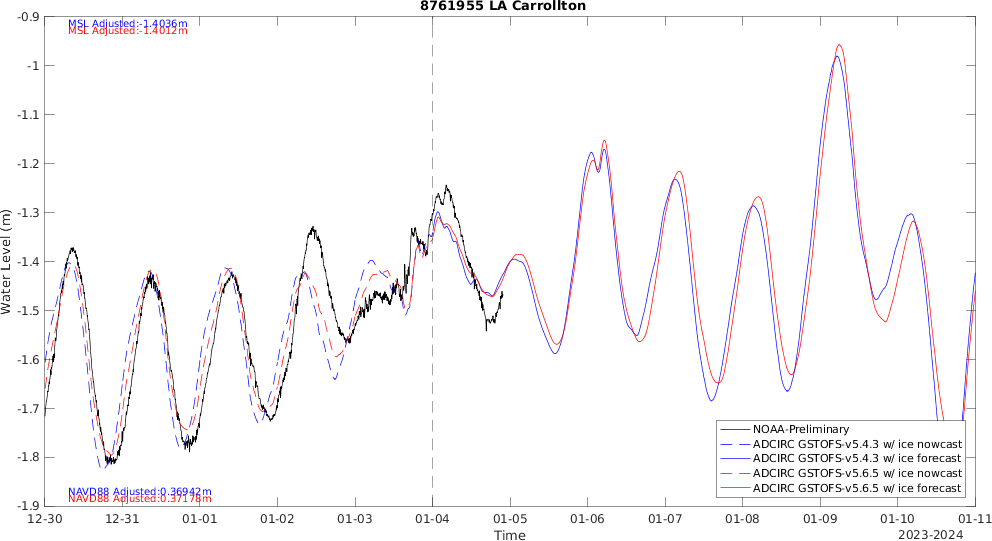 8761955 LA Carrollton
MSL Adjusted:-1.4036m
MSL Adjusted:-1.4012m
-0.9
-1
-1.1
-1.2
-1.3
-1.4
-1.5
-1.6
-1.7
-1.8
-1.9
Water Level (m)
NOAA-Preliminary
ADCIRC GSTOFS-v5.4.3 w/ ice nowcast
ADCIRC GSTOFS-v5.4.3 w/ ice forecast
ADCIRC GSTOFS-v5.6.5 w/ ice nowcast
ADCIRC GSTOFS-v5.6.5 w/ ice forecast
NAVD88 Adjusted:0.36942m
NAVD88 Adjusted:0.37178m
12-30 12-31 01-01 01-02 01-03 01-04 01-05 01-06 01-07 01-08 01-09 01-10 01-11
Time
2023-2024